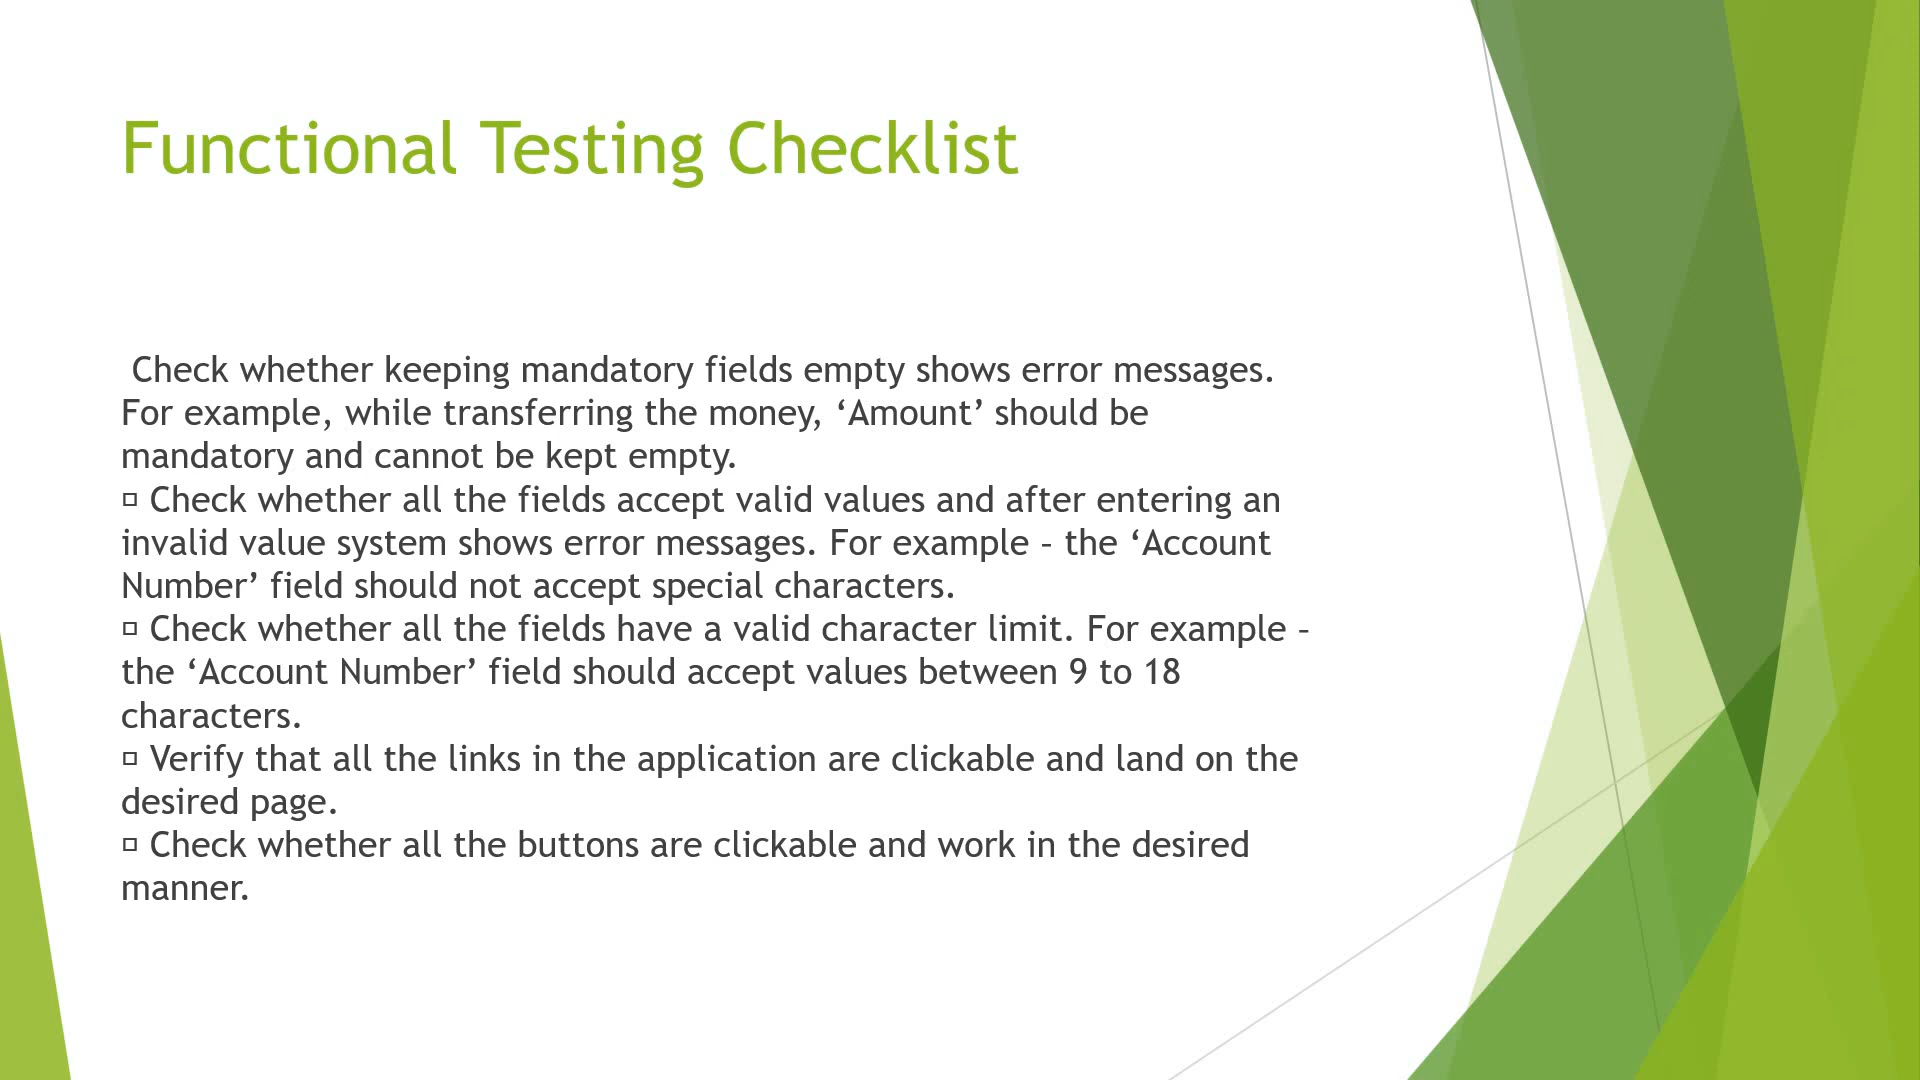 Functional Testing Checklist
Check whether keeping mandatory fields empty shows error messages.
For example, while transferring the money, ‘Amount’ should be
mandatory and cannot be kept empty.
▯ Check whether all the fields accept valid values and after entering an
invalid value system shows error messages. For example – the ‘Account
Number’ field should not accept special characters.
▯ Check whether all the fields have a valid character limit. For example –
the ‘Account Number’ field should accept values between 9 to 18
characters.
▯ Verify that all the links in the application are clickable and land on the
desired page.
▯ Check whether all the buttons are clickable and work in the desired
manner.